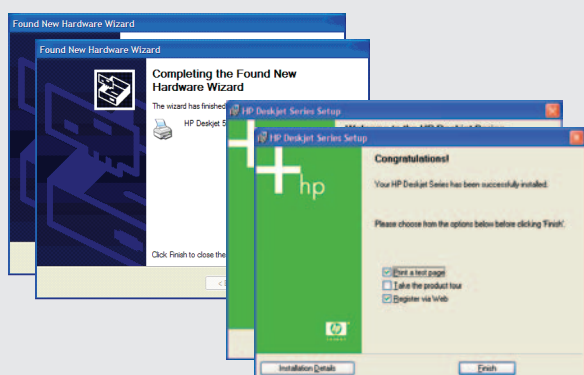 Found New Hardware Wizard
Found New Hardware Wizard
Completing the Found New
Hardware Wizard
The wizard has finished
HP Deskjet 5
Click Finish to close the
HP Deskjet Series Setup
HP Deskjet Series Setup
hp
Congratulations!
Your HP Deskjet Series has been successfully installed.
Please choose from the options below before clicking 'Finish'.
Print a test page
Take the product tour
Register via Web
hp
invent
Installation Details
Finish